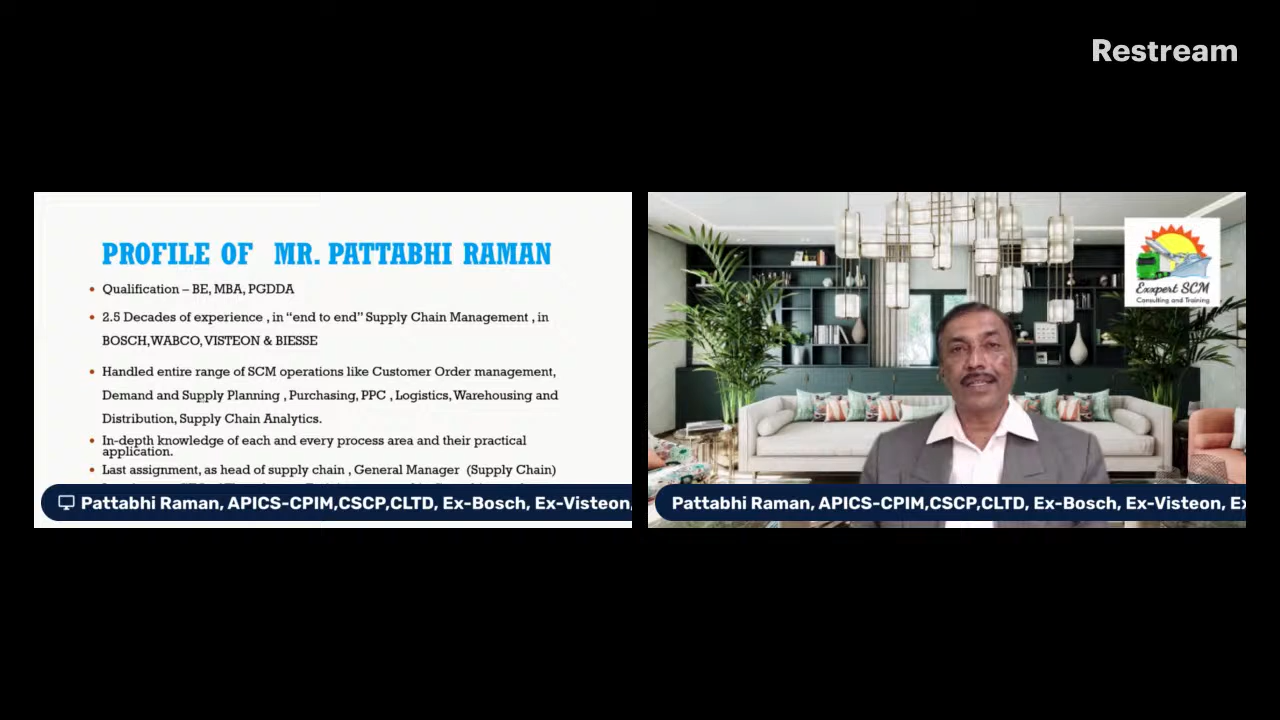 Restream
PROFILE OF MR. PATTABHI RAMAN
• Qualification – BE, MBA, PGDDA
• 2.5 Decades of experience , in “end to end” Supply Chain Management , in
BOSCH,WABCO, VISTEON & BIESSE
• Handled entire range of SCM operations like Customer Order management,
Demand and Supply Planning , Purchasing, PPC , Logistics, Warehousing and
Distribution, Supply Chain Analytics.
• In-depth knowledge of each and every process area and their practical
application.
• Last assignment, as head of supply chain , General Manager (Supply Chain)
Pattabhi Raman, APICS-CPIM,CSCP,CLTD, Ex-Bosch, Ex-Visteon,
Exxpert SCM
Consulting and Training
Pattabhi Raman, APICS-CPIM,CSCP,CLTD, Ex-Bosch, Ex-Visteon, Ex